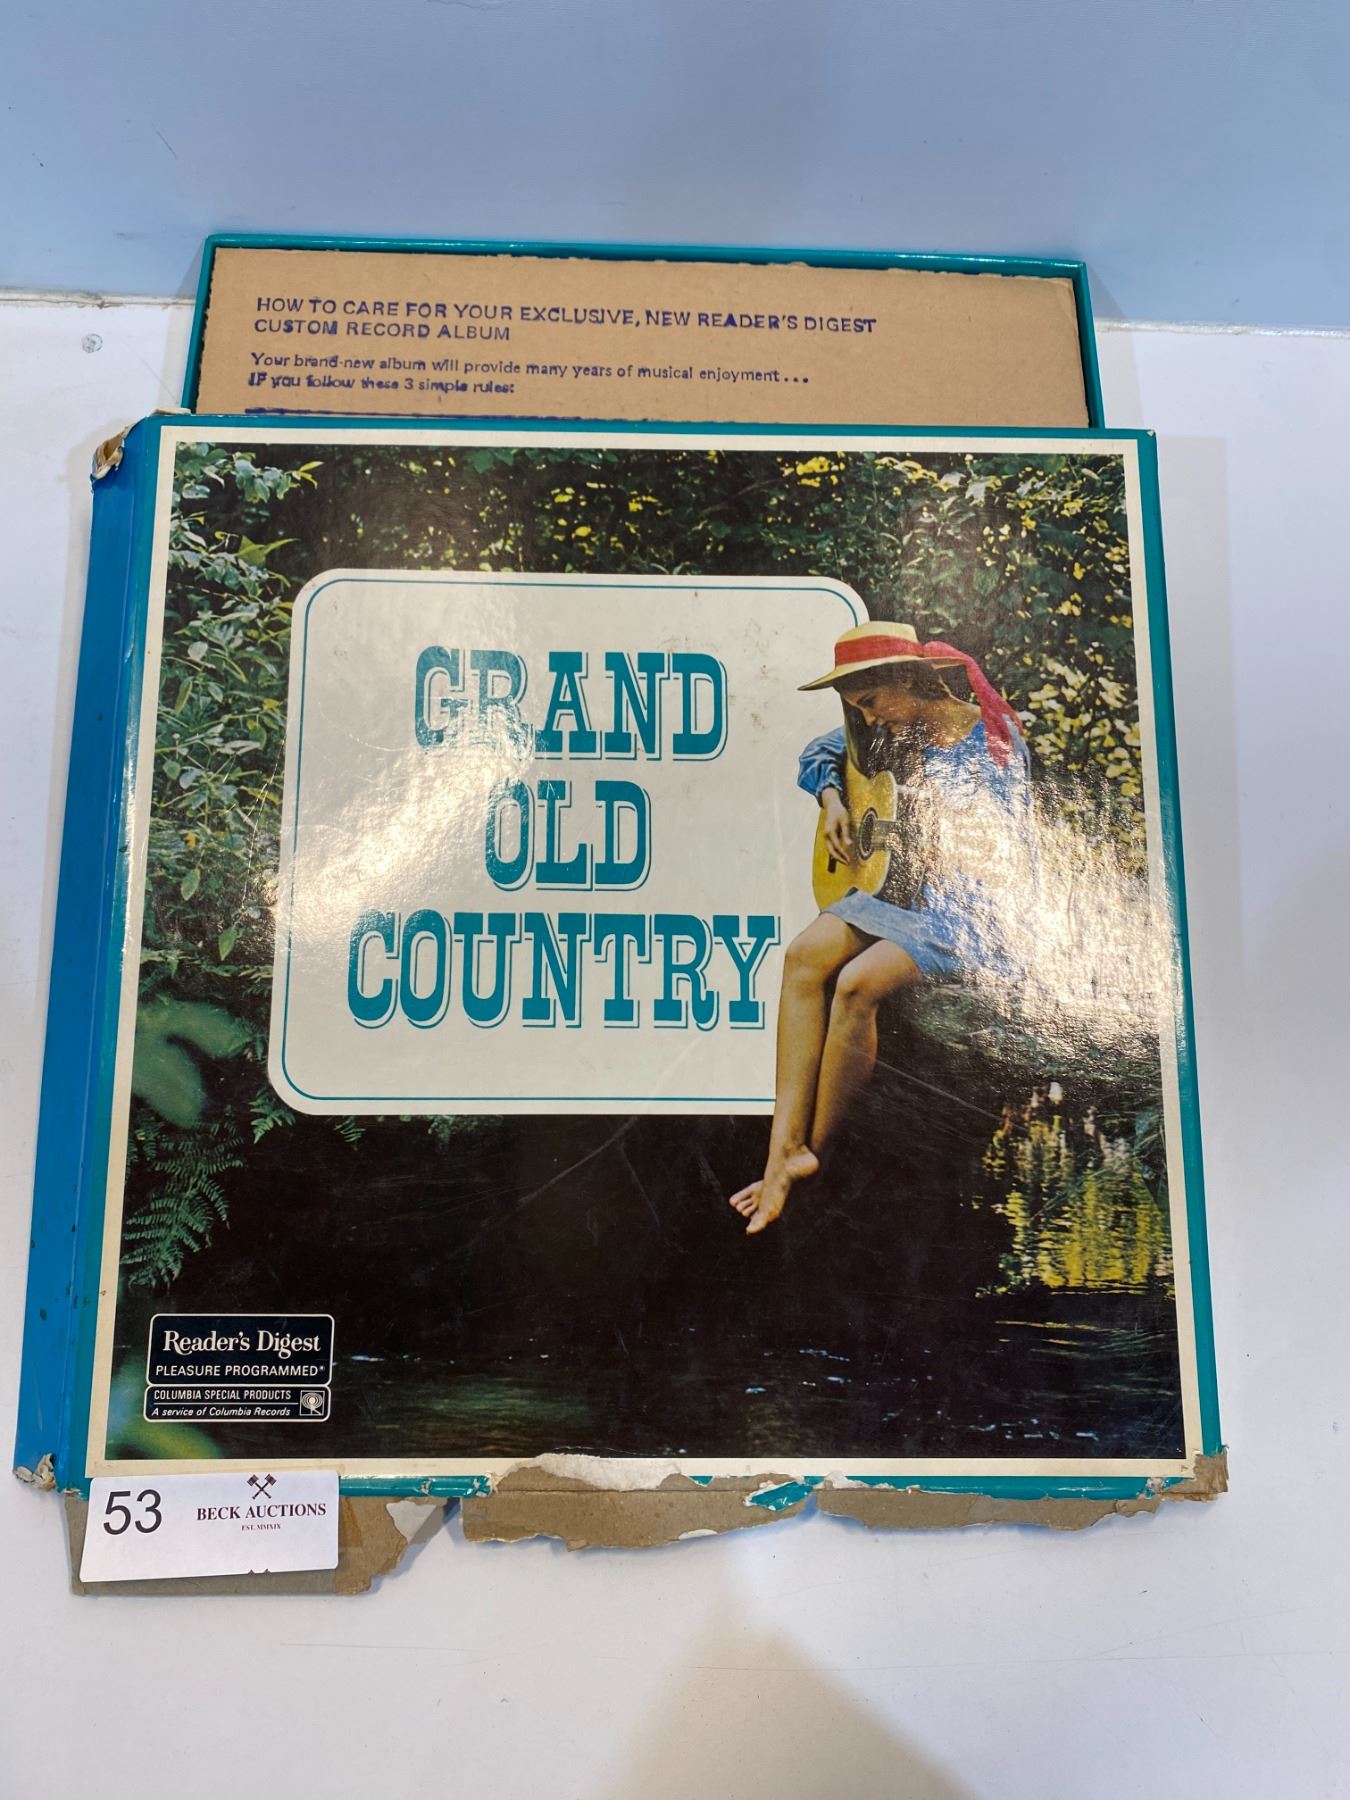 HOW TO CARE FOR YOUR EXCLUSIVE, NEW READER'S DIGEST
CUSTOM RECORD ALBUM
Your brand-new album will provide many years of musical enjoyment...
IF you follow these 3 simple rules:
GRAND
OLD
COUNTRY
Reader's Digest
PLEASURE PROGRAMMED®
COLUMBIA SPECIAL PRODUCTS
A service of Columbia Records
53
BECK AUCTIONS
EST. MMXIX